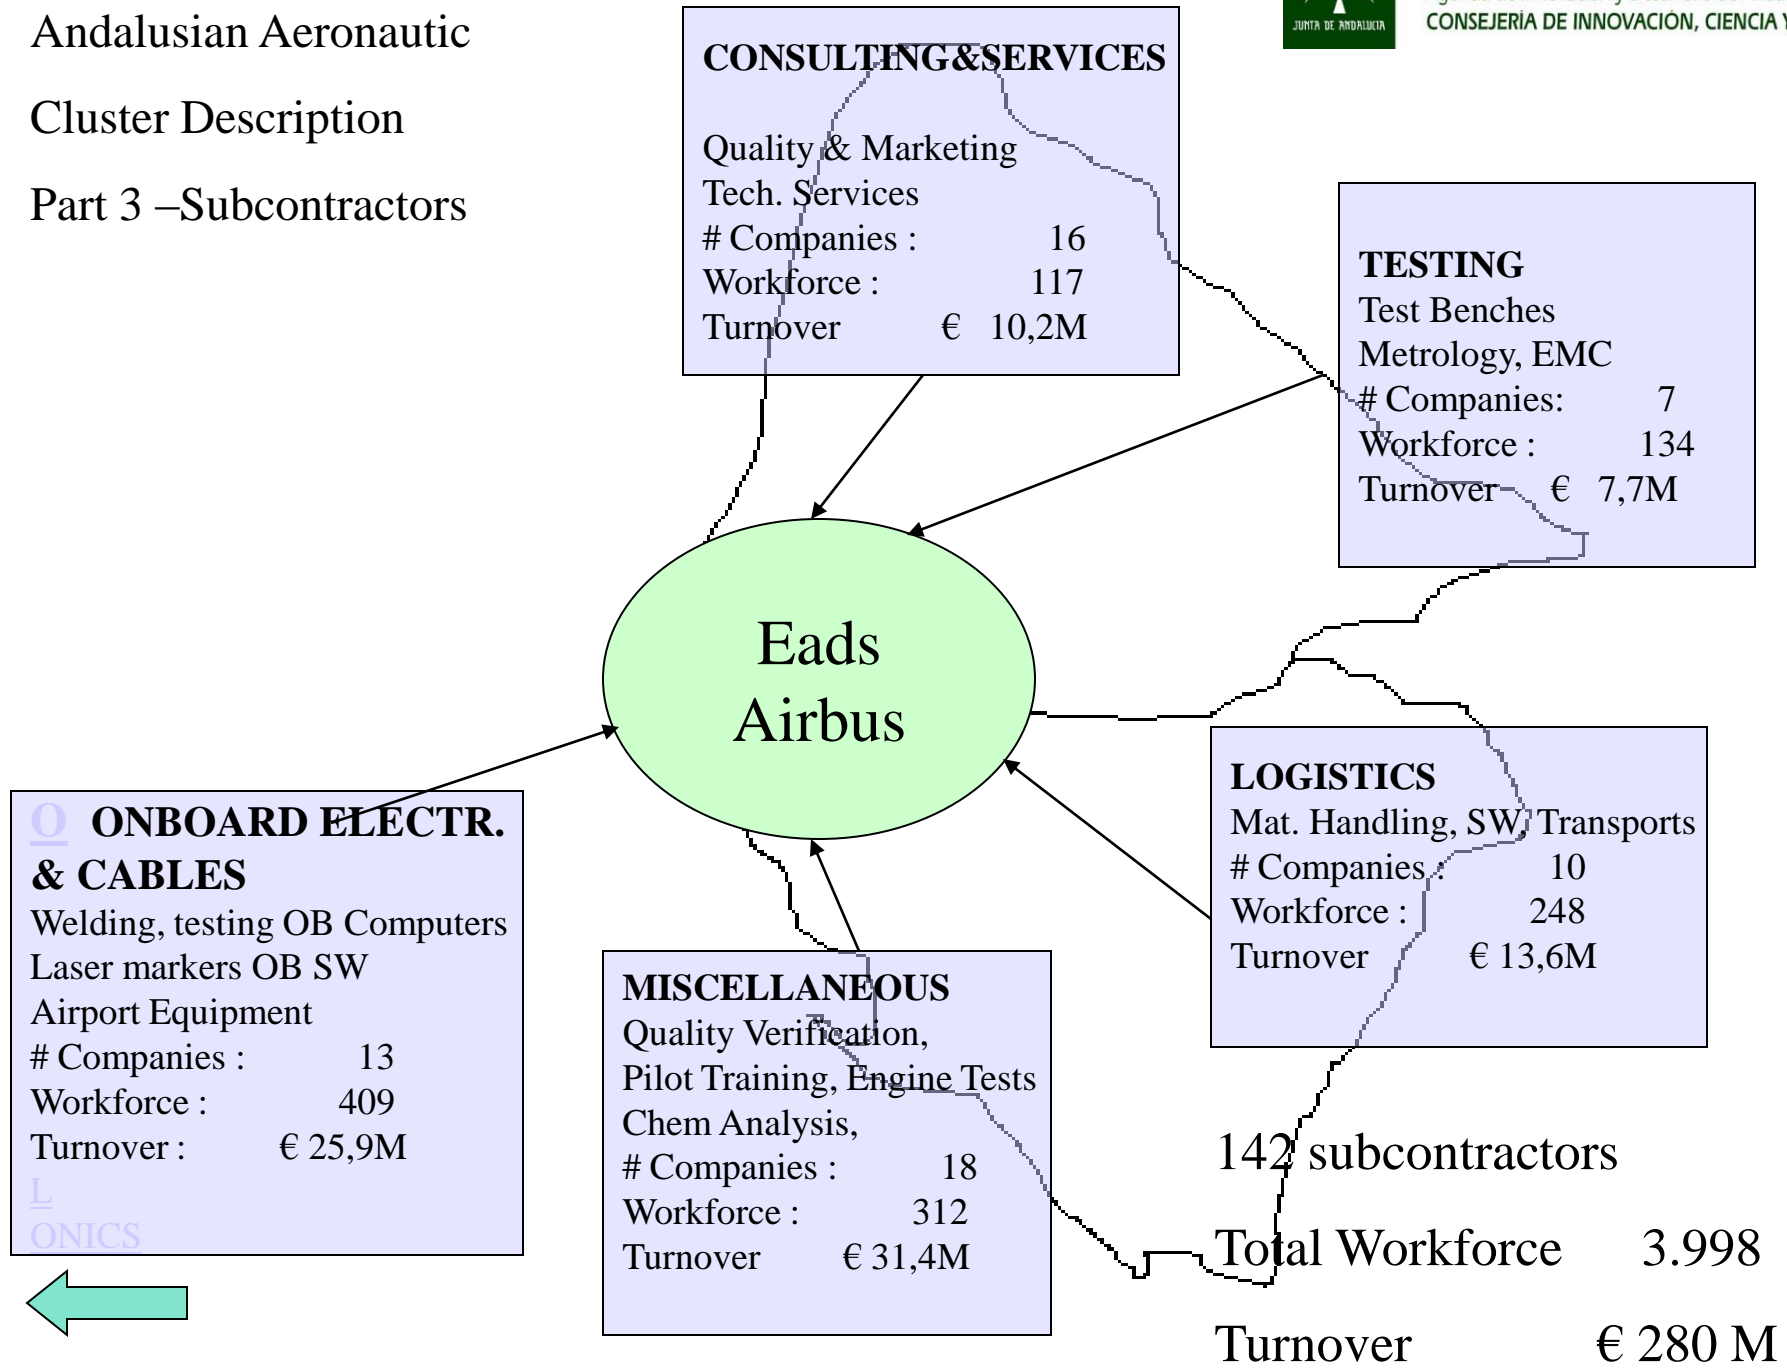 Andalusian Aeronautic
Cluster Description
Part 3 –Subcontractors
JUNTA DE ANDALUCIA
CONSEJERÍA DE INNOVACIÓN, CIENCIA Y
CONSULTING&SERVICES
Quality & Marketing
Tech. Services
# Companies : 16
Workforce : 117
Turnover € 10,2M
TESTING
Test Benches
Metrology, EMC
# Companies: 7
Workforce : 134
Turnover € 7,7M
Eads
Airbus
O ONBOARD ELECTR.
& CABLES
Welding, testing OB Computers
Laser markers OB SW
Airport Equipment
# Companies : 13
Workforce : 409
Turnover : € 25,9M
L
ONICS
MISCELLANEOUS
Quality Verification,
Pilot Training, Engine Tests
Chem Analysis,
# Companies : 18
Workforce : 312
Turnover € 31,4M
LOGISTICS
Mat. Handling, SW, Transports
# Companies : 10
Workforce : 248
Turnover € 13,6M
142 subcontractors
Total Workforce 3.998
Turnover € 280 M